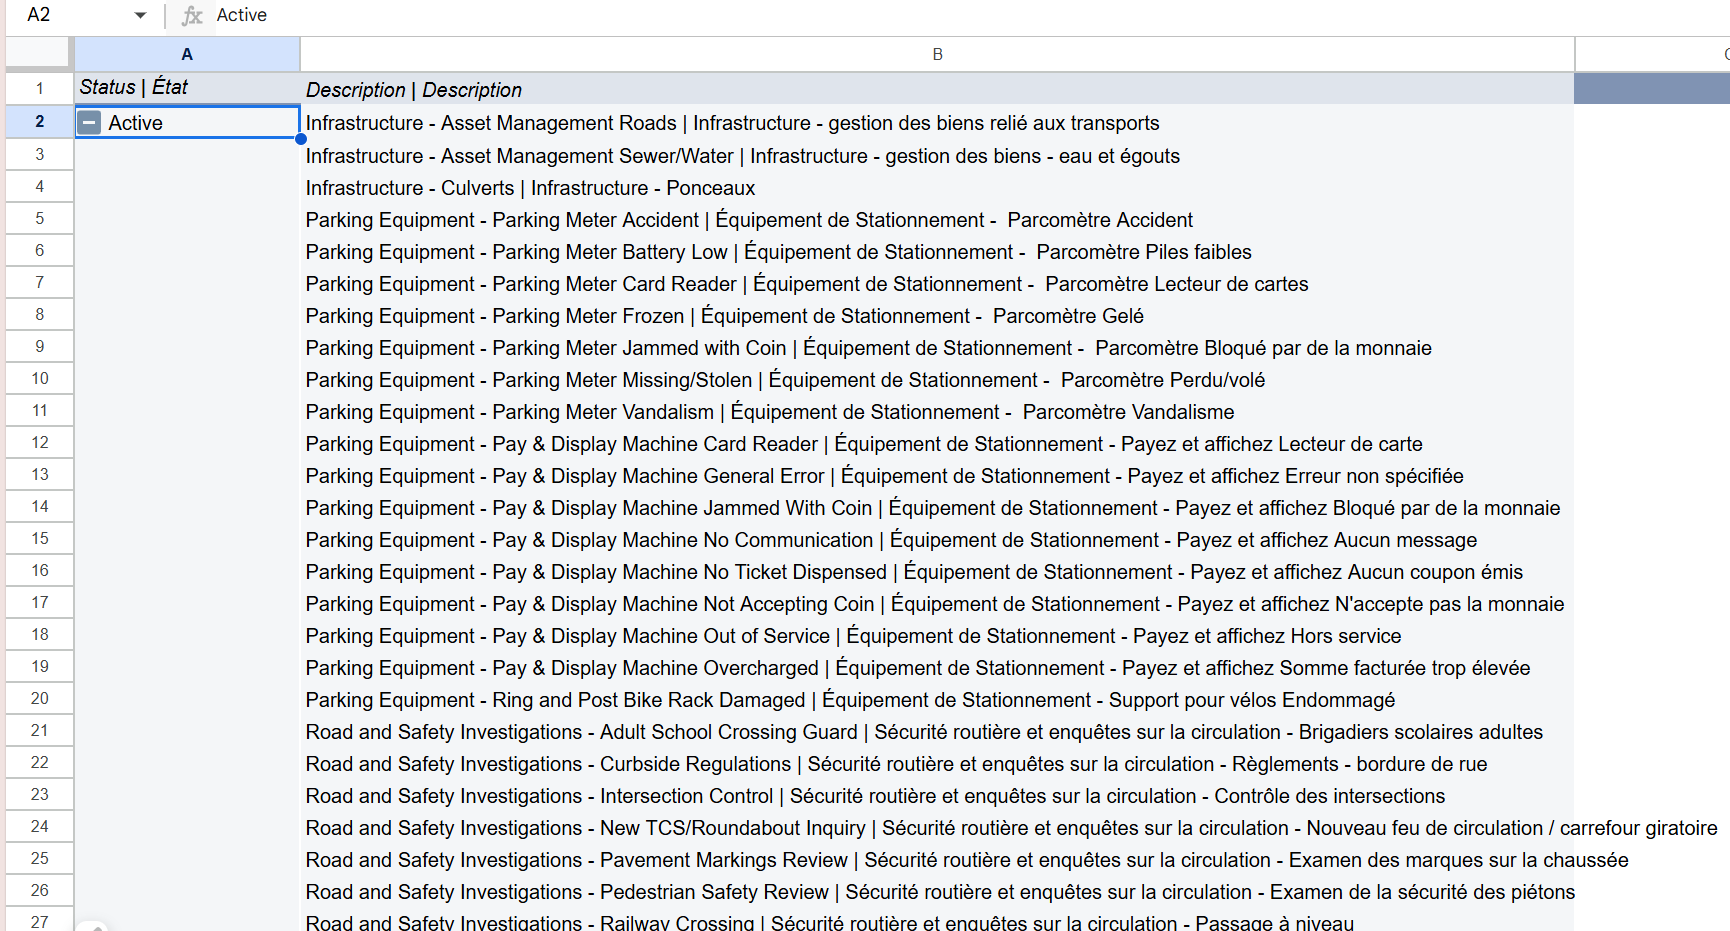 A2 fx Active
A B
1 Status | État Description | Description
2 Active Infrastructure - Asset Management Roads | Infrastructure - gestion des biens relié aux transports
3 Infrastructure - Asset Management Sewer/Water | Infrastructure - gestion des biens - eau et égouts
4 Infrastructure - Culverts | Infrastructure - Ponceaux
5 Parking Equipment - Parking Meter Accident | Équipement de Stationnement -  Parcomètre Accident
6 Parking Equipment - Parking Meter Battery Low | Équipement de Stationnement -  Parcomètre Piles faibles
7 Parking Equipment - Parking Meter Card Reader | Équipement de Stationnement -  Parcomètre Lecteur de cartes
8 Parking Equipment - Parking Meter Frozen | Équipement de Stationnement -  Parcomètre Gelé
9 Parking Equipment - Parking Meter Jammed with Coin | Équipement de Stationnement -  Parcomètre Bloqué par de la monnaie
10 Parking Equipment - Parking Meter Missing/Stolen | Équipement de Stationnement -  Parcomètre Perdu/volé
11 Parking Equipment - Parking Meter Vandalism | Équipement de Stationnement -  Parcomètre Vandalisme
12 Parking Equipment - Pay & Display Machine Card Reader | Équipement de Stationnement - Payez et affichez Lecteur de carte
13 Parking Equipment - Pay & Display Machine General Error | Équipement de Stationnement - Payez et affichez Erreur non spécifiée
14 Parking Equipment - Pay & Display Machine Jammed With Coin | Équipement de Stationnement - Payez et affichez Bloqué par de la monnaie
15 Parking Equipment - Pay & Display Machine No Communication | Équipement de Stationnement - Payez et affichez Aucun message
16 Parking Equipment - Pay & Display Machine No Ticket Dispensed | Équipement de Stationnement - Payez et affichez Aucun coupon émis
17 Parking Equipment - Pay & Display Machine Not Accepting Coin | Équipement de Stationnement - Payez et affichez N'accepte pas la monnaie
18 Parking Equipment - Pay & Display Machine Out of Service | Équipement de Stationnement - Payez et affichez Hors service
19 Parking Equipment - Pay & Display Machine Overcharged | Équipement de Stationnement - Payez et affichez Somme facturée trop élevée
20 Parking Equipment - Ring and Post Bike Rack Damaged | Équipement de Stationnement - Support pour vélos Endommagé
21 Road and Safety Investigations - Adult School Crossing Guard | Sécurité routière et enquêtes sur la circulation - Brigadiers scolaires adultes
22 Road and Safety Investigations - Curbside Regulations | Sécurité routière et enquêtes sur la circulation - Règlements - bordure de rue
23 Road and Safety Investigations - Intersection Control | Sécurité routière et enquêtes sur la circulation - Contrôle des intersections
24 Road and Safety Investigations - New TCS/Roundabout Inquiry | Sécurité routière et enquêtes sur la circulation - Nouveau feu de circulation / carrefour giratoire
25 Road and Safety Investigations - Pavement Markings Review | Sécurité routière et enquêtes sur la circulation - Examen des marques sur la chaussée
26 Road and Safety Investigations - Pedestrian Safety Review | Sécurité routière et enquêtes sur la circulation - Examen de la sécurité des piétons
27 Road and Safety Investigations - Railway Crossing | Sécurité routière et enquêtes sur la circulation - Passage à niveau